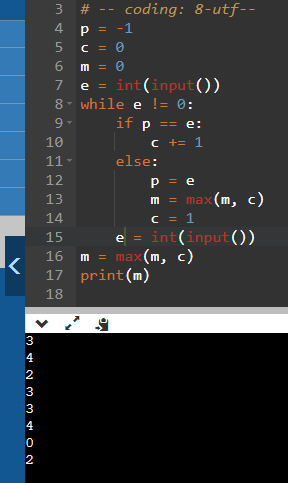 3 # -- coding: 8-utf--
4 p = -1
5 c = 0
6 m = 0
7 e = int(input())
8 while e != 0:
9     if p == e:
10         c += 1
11     else:
12         p = e
13         m = max(m, c)
14         c = 1
15     e = int(input())
16 m = max(m, c)
17 print(m)
18
3
4
2
3
3
4
0
2